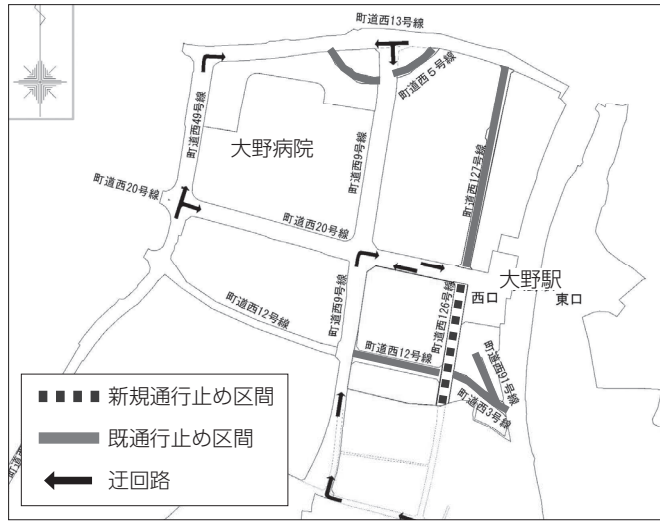 町道西13号線
町道西5号線
町道西49号線
大野病院
町道西9号線
町道西127号線
町道西20号線
町道西20号線
大野駅
西口
東口
町道西9号線
町道西126号線
町道西12号線
町道西12号線
町道西91号線
町道西3号線
新規通行止め区間
既通行止め区間
迂回路